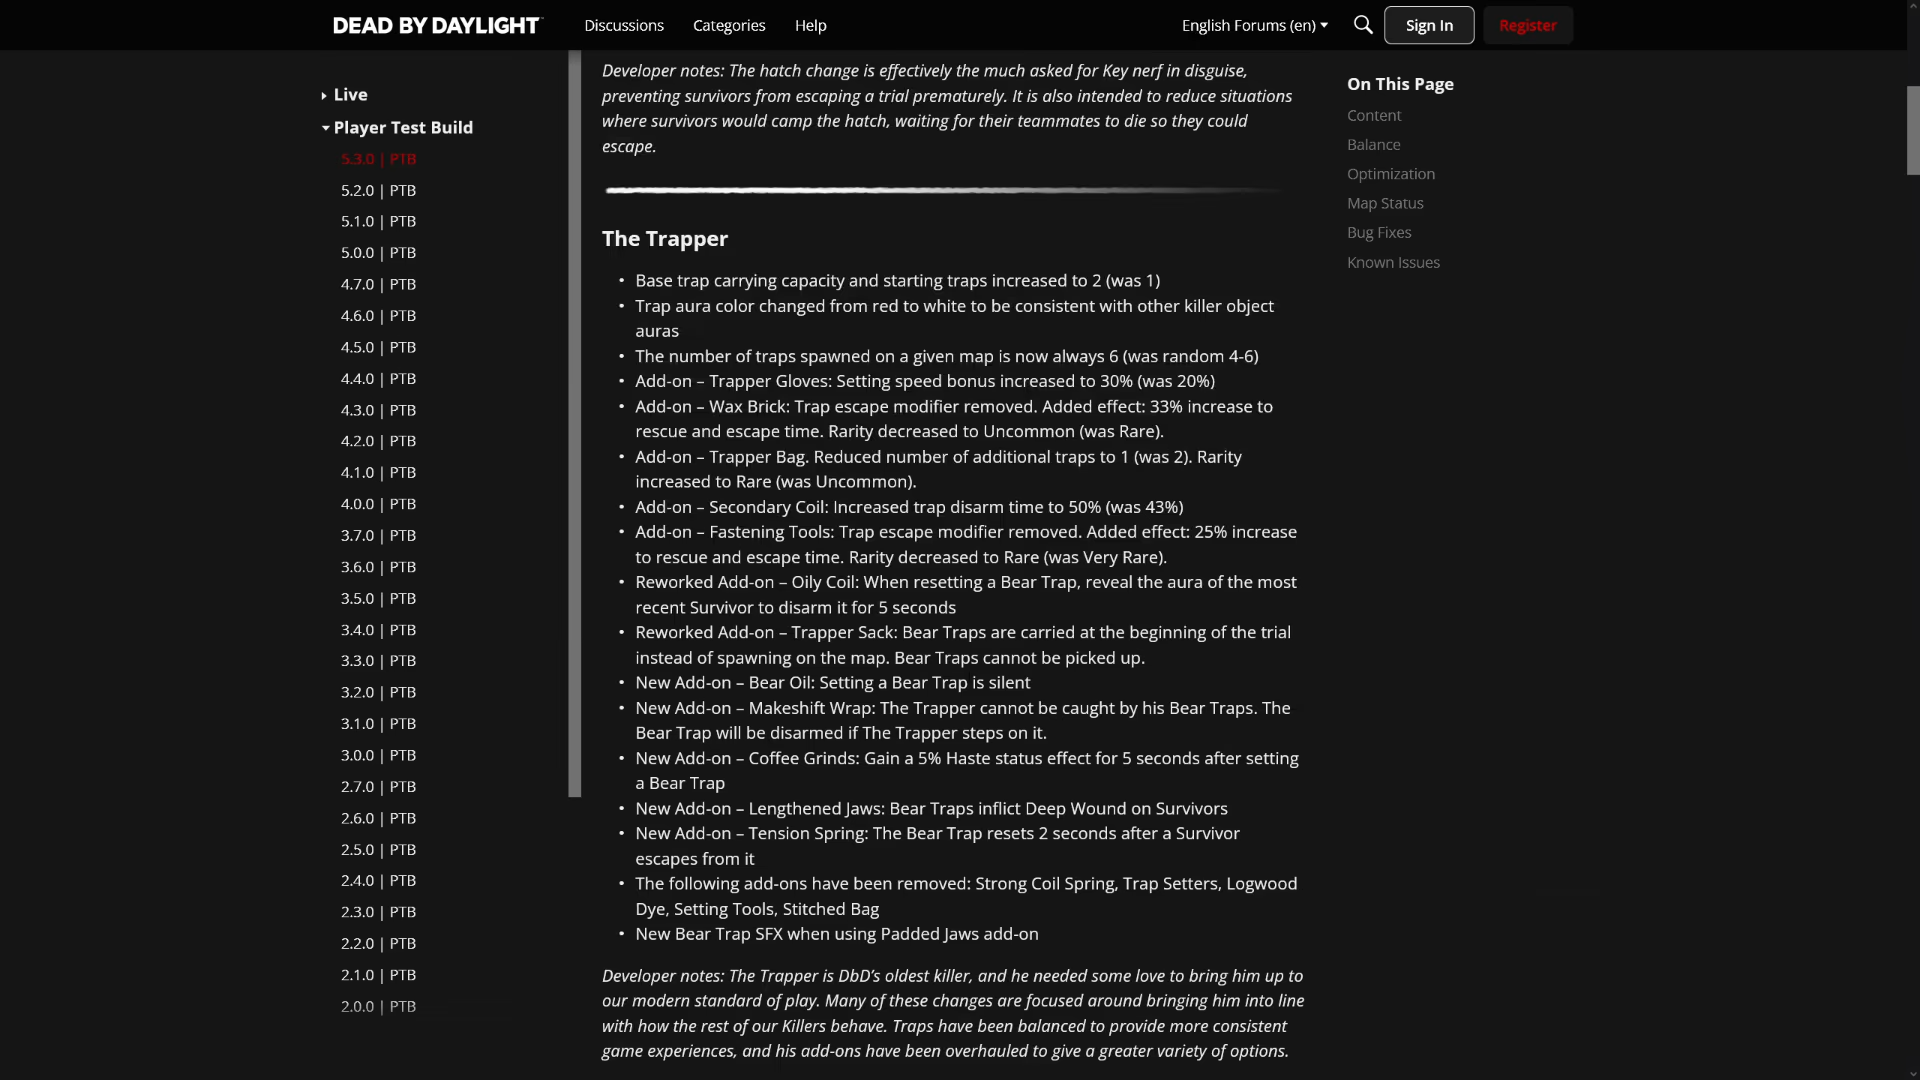 DEAD BY DAYLIGHT
Discussions
Categories
Help
English Forums (en)
Sign In
Register
Live
Player Test Build
5.3.0 | PTB
5.2.0 | PTB
5.1.0 | PTB
5.0.0 | PTB
4.7.0 | PTB
4.6.0 | PTB
4.5.0 | PTB
4.4.0 | PTB
4.3.0 | PTB
4.2.0 | PTB
4.1.0 | PTB
4.0.0 | PTB
3.7.0 | PTB
3.6.0 | PTB
3.5.0 | PTB
3.4.0 | PTB
3.3.0 | PTB
3.2.0 | PTB
3.1.0 | PTB
3.0.0 | PTB
2.7.0 | PTB
2.6.0 | PTB
2.5.0 | PTB
2.4.0 | PTB
2.3.0 | PTB
2.2.0 | PTB
2.1.0 | PTB
2.0.0 | PTB
Developer notes: The hatch change is effectively the much asked for Key nerf in disguise,
preventing survivors from escaping a trial prematurely. It is also intended to reduce situations
where survivors would camp the hatch, waiting for their teammates to die so they could
escape.
The Trapper
• Base trap carrying capacity and starting traps increased to 2 (was 1)
• Trap aura color changed from red to white to be consistent with other killer object
auras
• The number of traps spawned on a given map is now always 6 (was random 4-6)
• Add-on – Trapper Gloves: Setting speed bonus increased to 30% (was 20%)
• Add-on – Wax Brick: Trap escape modifier removed. Added effect: 33% increase to
rescue and escape time. Rarity decreased to Uncommon (was Rare).
• Add-on – Trapper Bag. Reduced number of additional traps to 1 (was 2). Rarity
increased to Rare (was Uncommon).
• Add-on – Secondary Coil: Increased trap disarm time to 50% (was 43%)
• Add-on – Fastening Tools: Trap escape modifier removed. Added effect: 25% increase
to rescue and escape time. Rarity decreased to Rare (was Very Rare).
• Reworked Add-on – Oily Coil: When resetting a Bear Trap, reveal the aura of the most
recent Survivor to disarm it for 5 seconds
• Reworked Add-on – Trapper Sack: Bear Traps are carried at the beginning of the trial
instead of spawning on the map. Bear Traps cannot be picked up.
• New Add-on – Bear Oil: Setting a Bear Trap is silent
• New Add-on – Makeshift Wrap: The Trapper cannot be caught by his Bear Traps. The
Bear Trap will be disarmed if The Trapper steps on it.
• New Add-on – Coffee Grinds: Gain a 5% Haste status effect for 5 seconds after setting
a Bear Trap
• New Add-on – Lengthened Jaws: Bear Traps inflict Deep Wound on Survivors
• New Add-on – Tension Spring: The Bear Trap resets 2 seconds after a Survivor
escapes from it
• The following add-ons have been removed: Strong Coil Spring, Trap Setters, Logwood
Dye, Setting Tools, Stitched Bag
• New Bear Trap SFX when using Padded Jaws add-on
Developer notes: The Trapper is DbD's oldest killer, and he needed some love to bring him up to
our modern standard of play. Many of these changes are focused around bringing him into line
with how the rest of our Killers behave. Traps have been balanced to provide more consistent
game experiences, and his add-ons have been overhauled to give a greater variety of options.
On This Page
Content
Balance
Optimization
Map Status
Bug Fixes
Known Issues